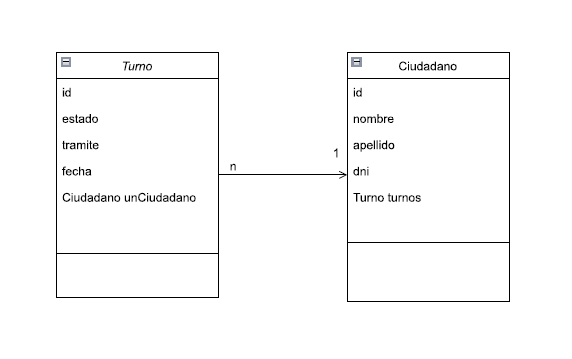 Turno
id
estado
tramite
fecha
Ciudadano unCiudadano
n
1
Ciudadano
id
nombre
apellido
dni
Turno turnos